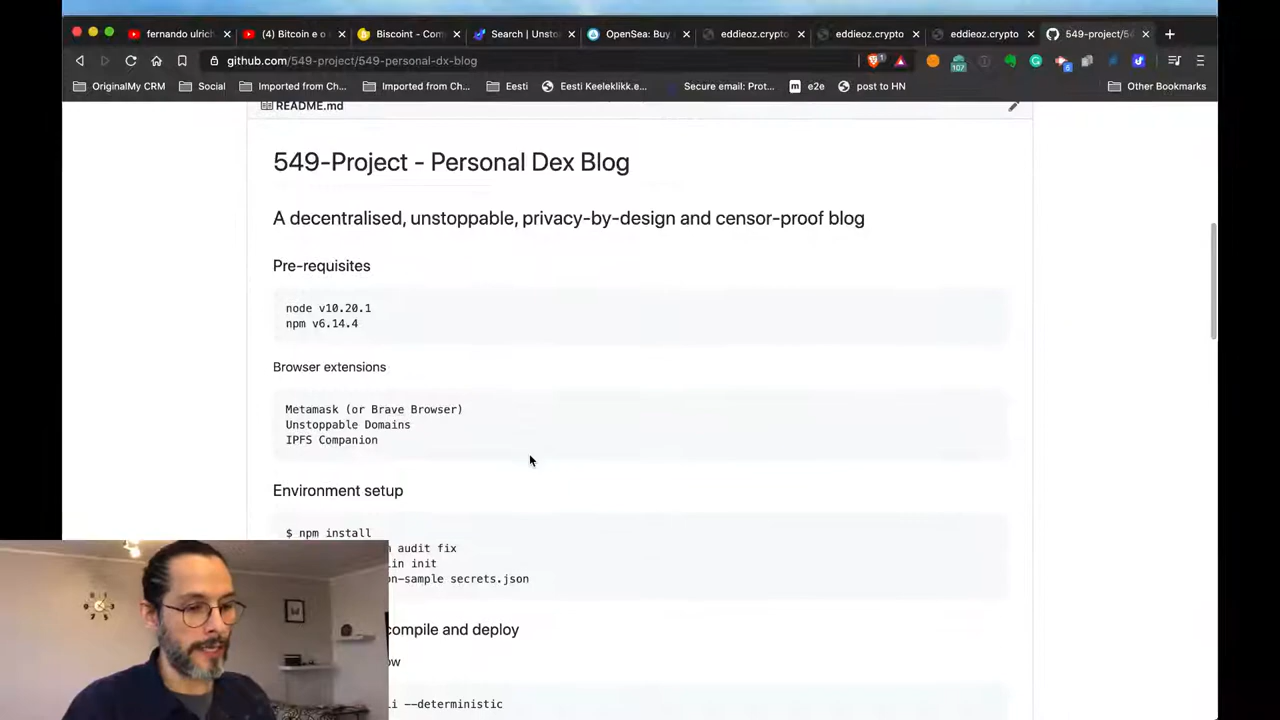 fernando ulrich
(4) Bitcoin e o
Biscoint - Com
Search | Unsto
OpenSea: Buy
eddieoz.crypto
eddieoz.crypto
eddieoz.crypto
549-project/5
github.com/549-project/549-personal-dx-blog
1
107
6
OriginalMy CRM
Social
Imported from Ch...
Imported from Ch...
Eesti
Eesti Keeleklikk.e...
Secure email: Prot...
m e2e
post to HN
Other Bookmarks
README.md
549-Project - Personal Dex Blog
A decentralised, unstoppable, privacy-by-design and censor-proof blog
Pre-requisites
node v10.20.1
npm v6.14.4
Browser extensions
Metamask (or Brave Browser)
Unstoppable Domains
IPFS Companion
Environment setup
$ npm install
audit fix
in init
on-sample secrets.json
compile and deploy
ow
i --deterministic